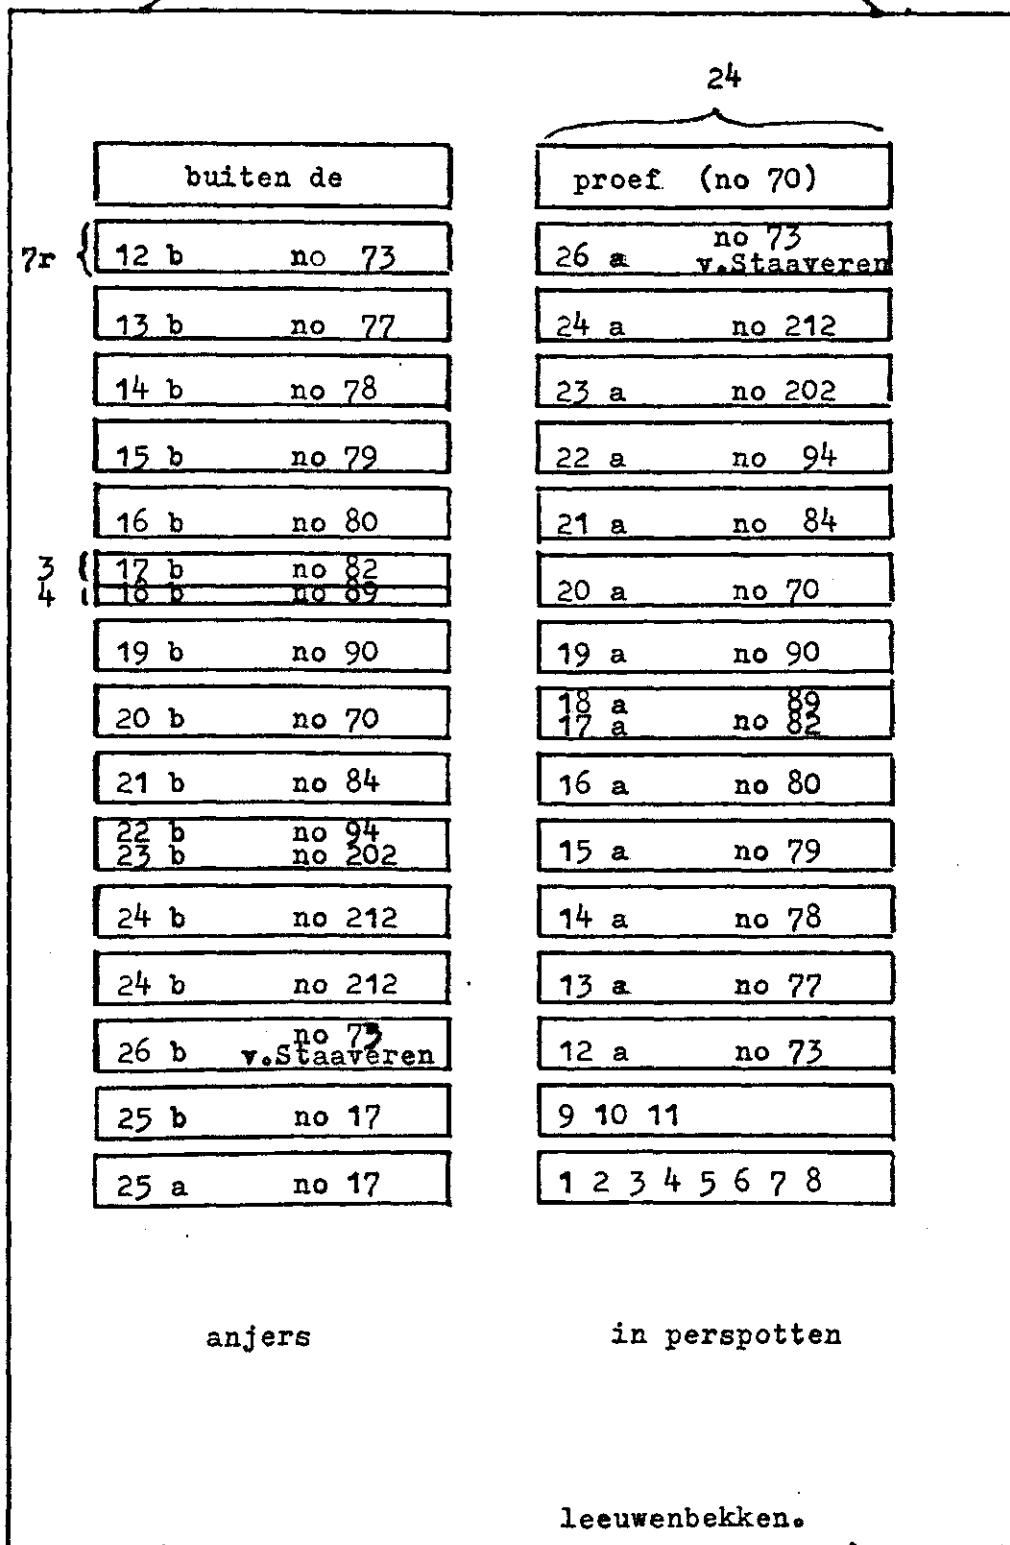 24
buiten de proef (no 70)
7r 12 b no 73
26 a no 73 v.Staaveren
13 b no 77
24 a no 212
14 b no 78
23 a no 202
15 b no 79
22 a no 94
16 b no 80
21 a no 84
3 17 b no 82
4 18 b no 89
20 a no 70
19 b no 90
19 a no 90
20 b no 70
18 a 89
17 a no 82
21 b no 84
16 a no 80
22 b no 94
23 b no 202
15 a no 79
24 b no 212
14 a no 78
24 b no 212
13 a no 77
26 b no 73 v.Staaveren
12 a no 73
25 b no 17
9 10 11
25 a no 17
1 2 3 4 5 6 7 8
anjers in perspotten
leeuwenbekken.